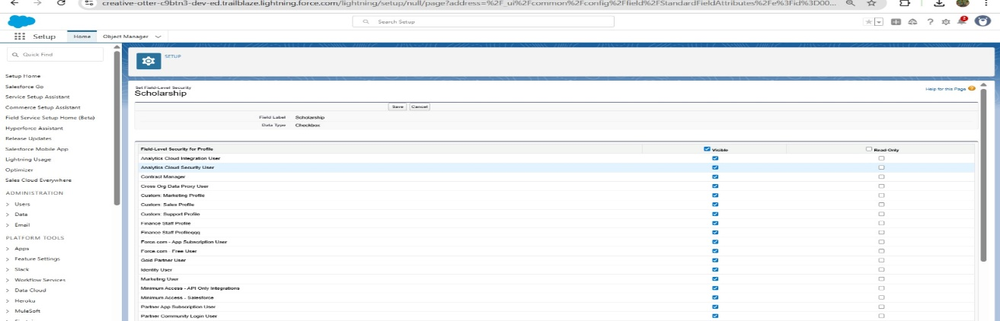 creative-otter-c9btn3-dev-ed.trailblaze.lightning.force.com/lightning/setup/null/page?address=%2F_ui%2Fcommon%2Fconfig%2Ffield%2FStandardFieldAttributes%2Fe%3Fid%3D00...
Search Setup
Setup Home Object Manager
Quick Find
SETUP
Setup Home
Salesforce Go
Service Setup Assistant
Commerce Setup Assistant
Field Service Setup Home (Beta)
Hyperforce Assistant
Release Updates
Salesforce Mobile App
Lightning Usage
Optimizer
Sales Cloud Everywhere
ADMINISTRATION
> Users
> Data
> Email
PLATFORM TOOLS
> Apps
> Feature Settings
> Slack
> Workflow Services
> Data Cloud
> Heroku
> MuleSoft
Set Field-Level Security
Scholarship
Help for this Page
Save Cancel
Field Label Scholarship
Data Type Checkbox
Field-Level Security for Profile Visible Read-Only
Analytics Cloud Integration User
Analytics Cloud Security User
Contract Manager
Cross Org Data Proxy User
Custom: Marketing Profile
Custom: Sales Profile
Custom: Support Profile
Finance Staff Profile
Finance Staff Profileqqq
Force.com - App Subscription User
Force.com - Free User
Gold Partner User
Identity User
Marketing User
Minimum Access - API Only Integrations
Minimum Access - Salesforce
Partner App Subscription User
Partner Community Login User